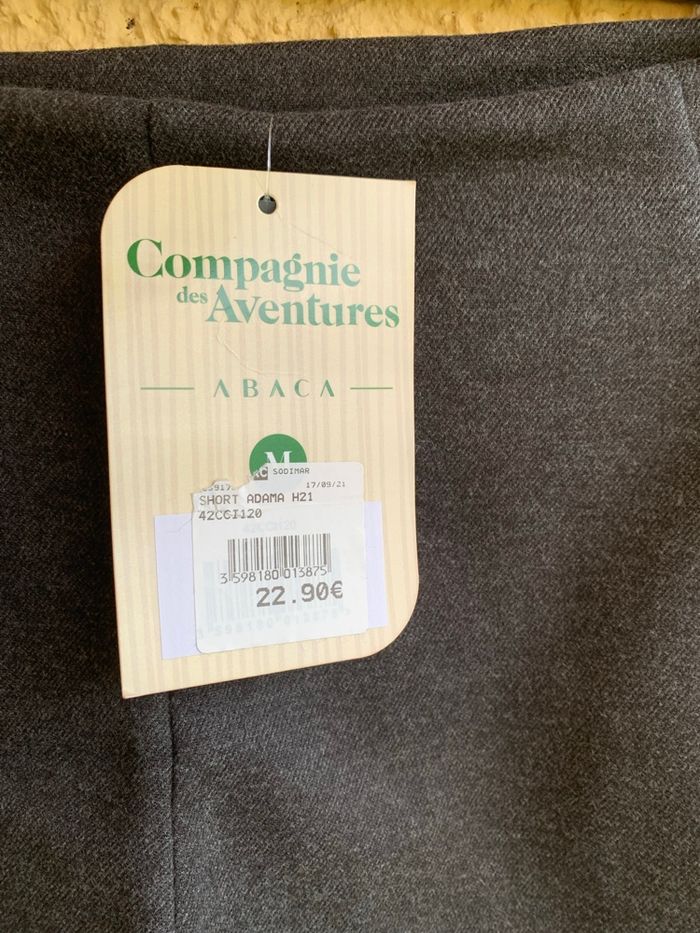 Compagnie
des Aventures
ABACA
M
SODIMAR
17/09/21
SHORT ADAMA H21
42CCI120
3 598180 013875
22.90€